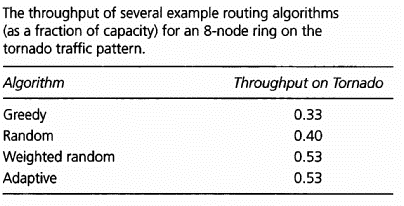 The throughput of several example routing algorithms
(as a fraction of capacity) for an 8-node ring on the
tornado traffic pattern.
Algorithm Throughput on Tornado
Greedy 0.33
Random 0.40
Weighted random 0.53
Adaptive 0.53